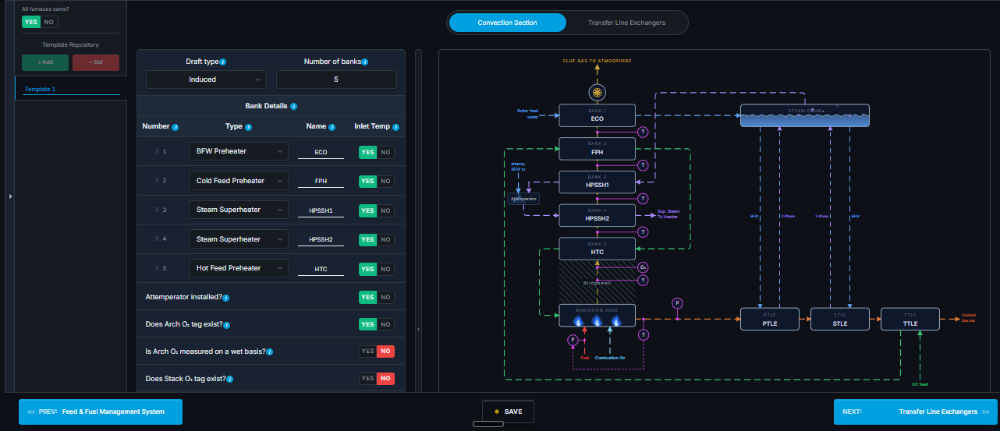 All furnaces same?
YES NO
Template Repository
+ Add
− Del
Template 1
Convection Section
Transfer Line Exchangers
Draft type
Number of banks
Induced
5
Bank Details
Number
Type
Name
Inlet Temp
1
BFW Preheater
ECO
YES NO
2
Cold Feed Preheater
FPH
YES NO
3
Steam Superheater
HPSSH1
YES NO
4
Steam Superheater
HPSSH2
YES NO
5
Hot Feed Preheater
HTC
YES NO
Attemperator installed?
YES NO
Does Arch O₂ tag exist?
YES NO
Is Arch O₂ measured on a wet basis?
YES NO
Does Stack O₂ tag exist?
YES NO
FLUE GAS TO ATMOSPHERE
Boiler feed
water
BANK 1
ECO
STEAM DRUM
T
BANK 2
FPH
attemp.
BFW to
T
BANK 3
HPSSH1
Attemperator
T
BANK 4
HPSSH2
Sup. Steam
To Header
BFW
2 Phase
2 Phase
BFW
T
BANK 5
HTC
O₂
T
Bridgewall
RADIATION ZONE
P
PTLE
PTLE
STLE
STLE
TTLE
TTLE
Cracked
Gas out
F
T
Fuel
Combustion Air
HC feed
PREV: Feed & Fuel Management System
SAVE
NEXT: Transfer Line Exchangers